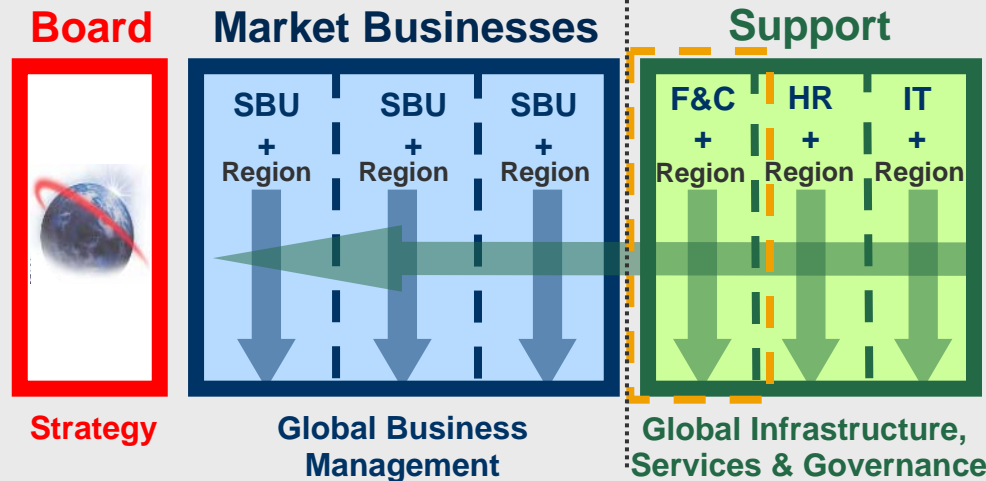 Board
Market Businesses
Support
SBU
+
Region
SBU
+
Region
SBU
+
Region
F&C
+
Region
HR
+
Region
IT
+
Region
Strategy
Global Business
Management
Global Infrastructure,
Services & Governance